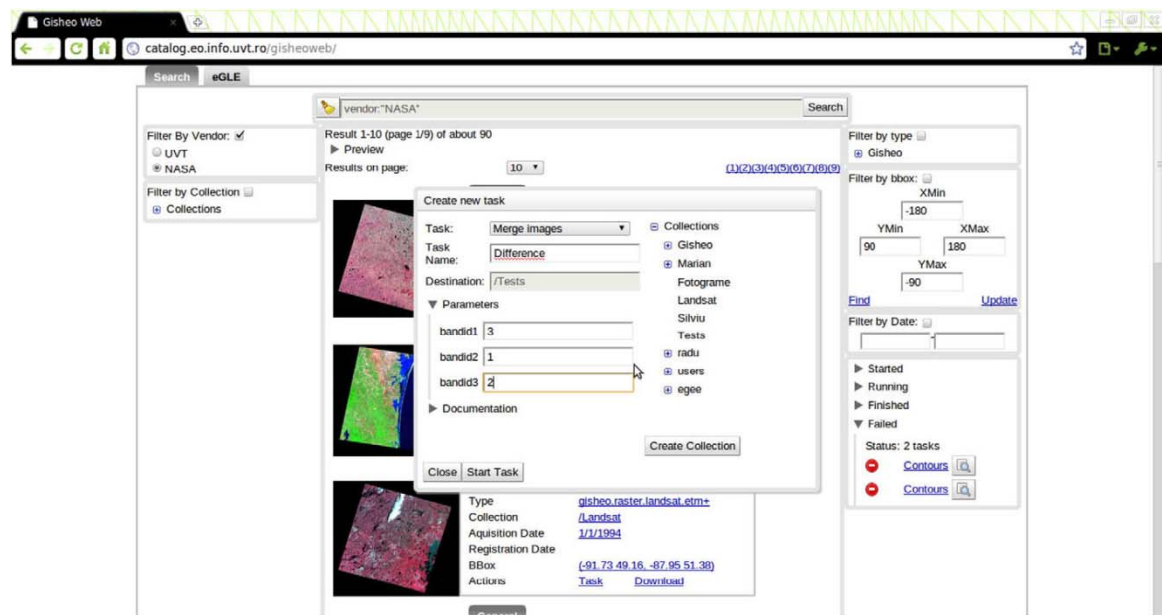 Gisheo Web
catalog.eo.info.uvt.ro/gisheoweb/
Search eGLE
vendor:"NASA" Search
Filter By Vendor:
UVT
NASA
Filter by Collection
Collections
Result 1-10 (page 1/9) of about 90
Preview
Results on page: 10 (1)(2)(3)(4)(5)(6)(7)(8)(9)
Create new task
Task: Merge images
Task Name: Difference
Destination: /Tests
Parameters
bandid1 3
bandid2 1
bandid3 2
Documentation
Collections
Gisheo
Marian
Fotograme
Landsat
Silviu
Tests
radu
users
egee
Create Collection
Close Start Task
Type gisheo.raster.landsat.etm+
Collection /Landsat
Aquisition Date 1/1/1994
Registration Date
BBox (-91.73 49.16, -87.95 51.38)
Actions Task Download
General
Filter by type
Gisheo
Filter by bbox:
XMin
-180
YMin XMax
90 180
YMax
-90
Find Update
Filter by Date:
-
Started
Running
Finished
Failed
Status: 2 tasks
Contours
Contours